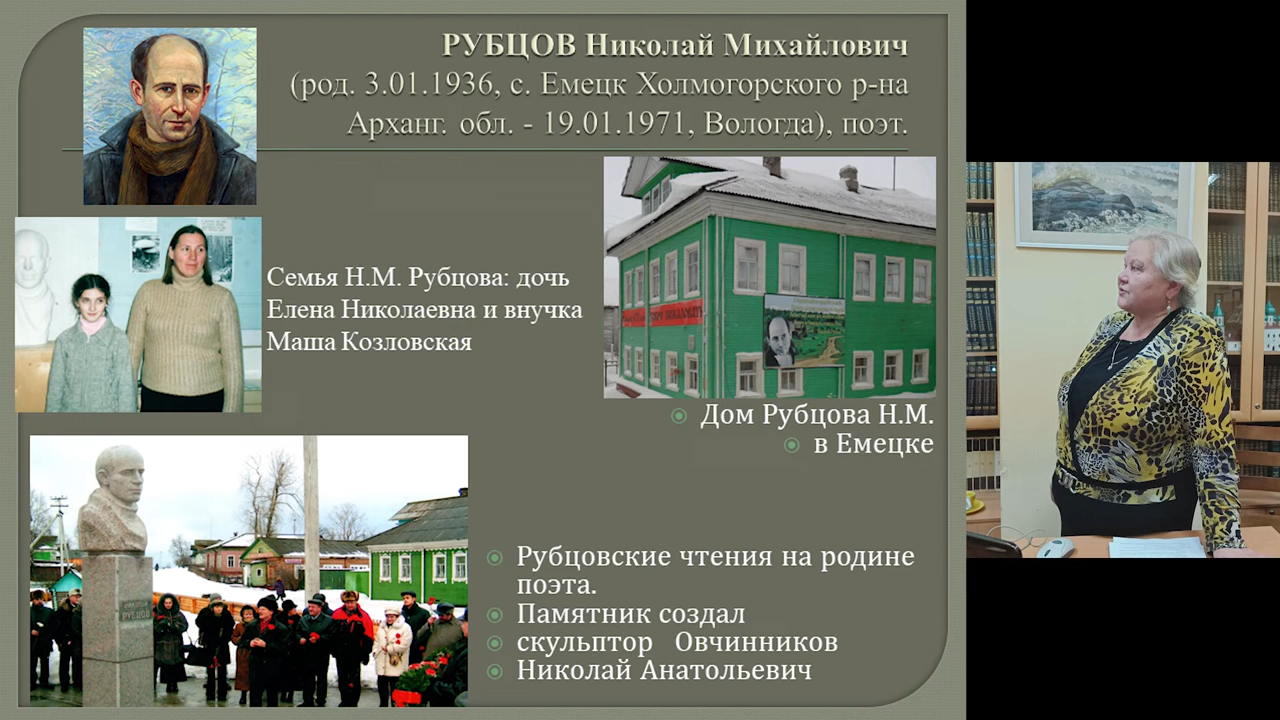 РУБЦОВ Николай Михайлович
(род. 3.01.1936, с. Емецк Холмогорского р-на
Арханг. обл. - 19.01.1971, Вологда), поэт.
Семья Н.М. Рубцова: дочь
Елена Николаевна и внучка
Маша Козловская
Дом Рубцова Н.М.
в Емецке
РУБЦОВ
Рубцовские чтения на родине
поэта.
Памятник создал
скульптор Овчинников
Николай Анатольевич